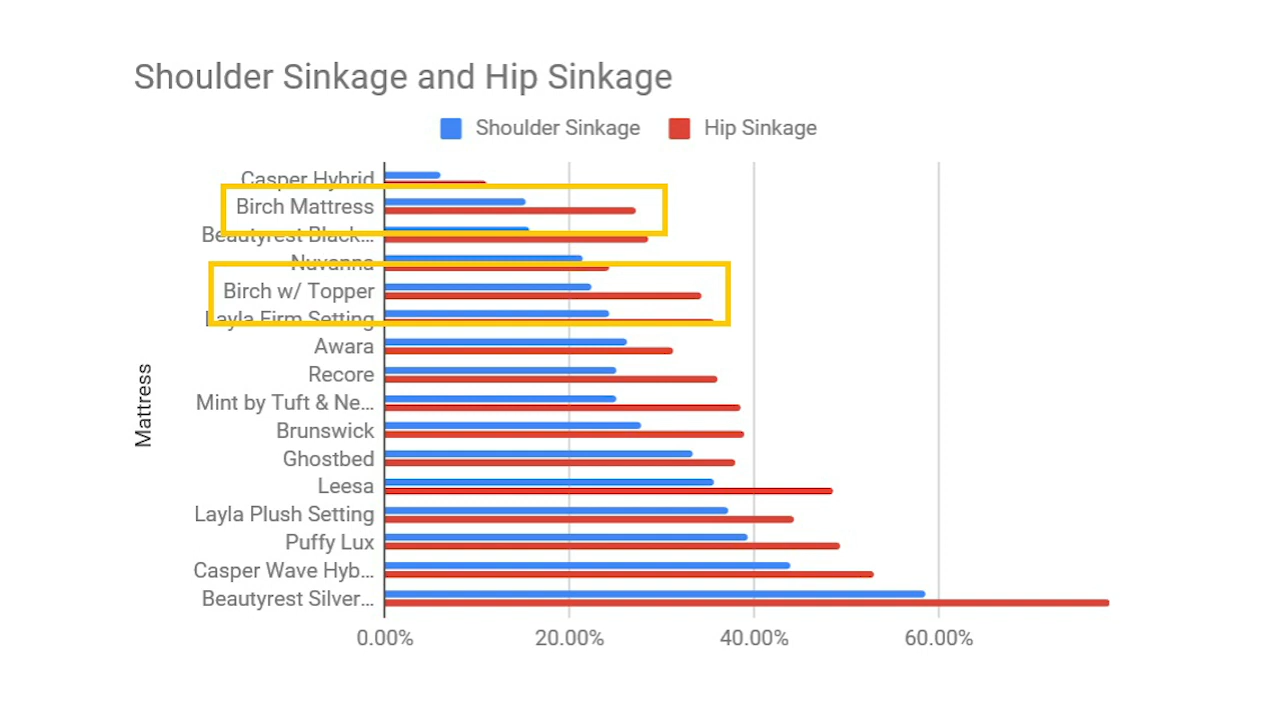 Shoulder Sinkage and Hip Sinkage
Shoulder Sinkage Hip Sinkage
Casper Hybrid
Birch Mattress
Beautyrest Black...
Nuvanna
Birch w/ Topper
Layla Firm Setting
Awara
Recore
Mint by Tuft & Ne...
Brunswick
Ghostbed
Leesa
Layla Plush Setting
Puffy Lux
Casper Wave Hyb...
Beautyrest Silver...
Mattress
0.00% 20.00% 40.00% 60.00%